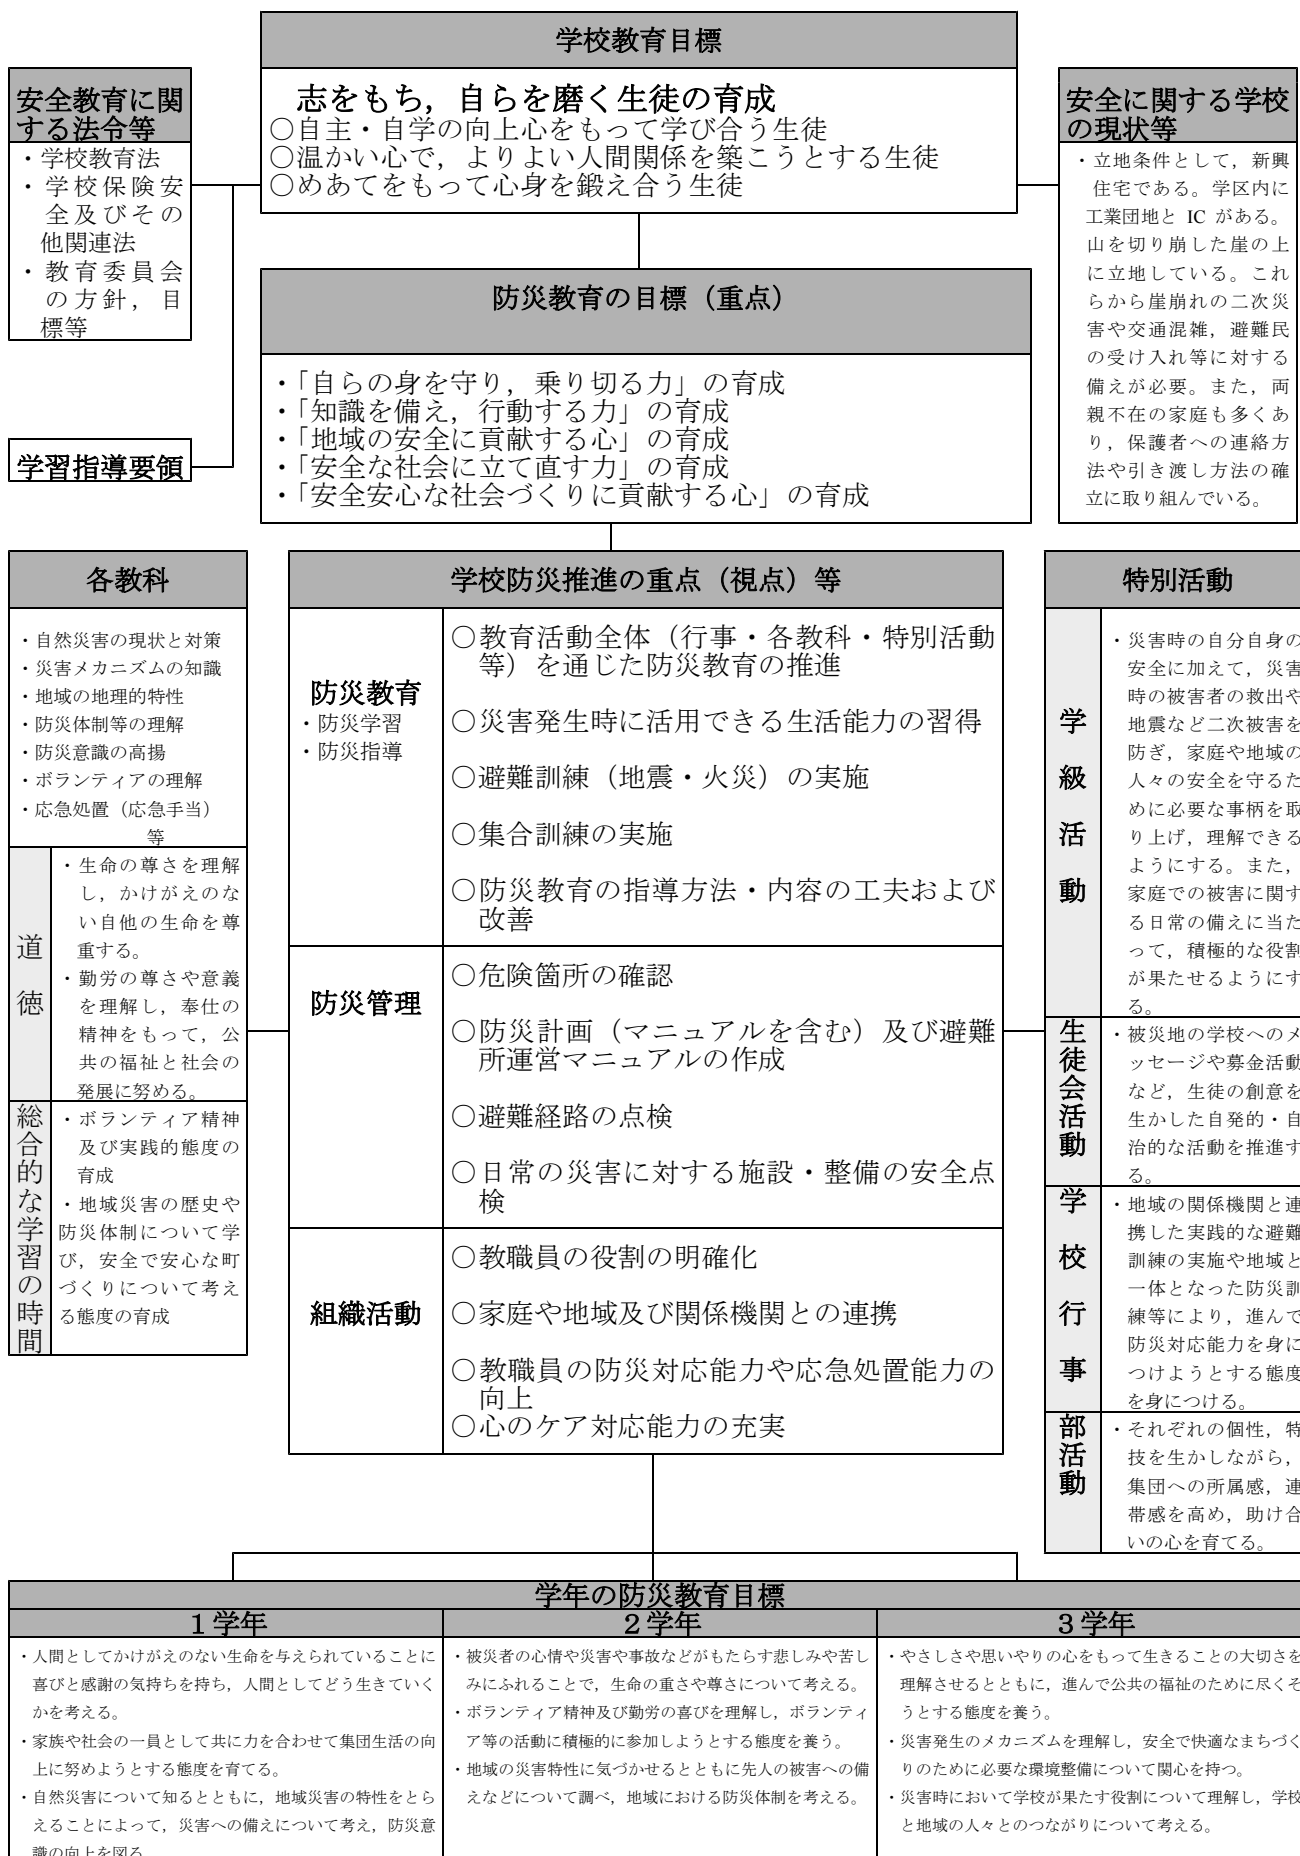 学校教育目標
志をもち，自らを磨く生徒の育成
○自主・自学の向上心をもって学び合う生徒
○温かい心で，よりよい人間関係を築こうとする生徒
○めあてをもって心身を鍛え合う生徒
安全教育に関
する法令等
・学校教育法
・学校保険安
全及びその
他関連法
・教育委員会
の方針，目
標等
学習指導要領
安全に関する学校
の現状等
・立地条件として，新興
住宅である。学区内に
工業団地と IC がある。
山を切り崩した崖の上
に立地している。これ
らから崖崩れの二次災
害や交通混雑，避難民
の受け入れ等に対する
備えが必要。また，両
親不在の家庭も多くあ
り，保護者への連絡方
法や引き渡し方法の確
立に取り組んでいる。
防災教育の目標（重点）
・「自らの身を守り，乗り切る力」の育成
・「知識を備え，行動する力」の育成
・「地域の安全に貢献する心」の育成
・「安全な社会に立て直す力」の育成
・「安全安心な社会づくりに貢献する心」の育成
各教科
・自然災害の現状と対策
・災害メカニズムの知識
・地域の地理的特性
・防災体制等の理解
・防災意識の高揚
・ボランティアの理解
・応急処置（応急手当）
等
道徳
・生命の尊さを理解
し，かけがえのな
い自他の生命を尊
重する。
・勤労の尊さや意義
を理解し，奉仕の
精神をもって，公
共の福祉と社会の
発展に努める。
総合的な学習の時間
・ボランティア精神
及び実践的態度の
育成
・地域災害の歴史や
防災体制について学
び，安全で安心な町
づくりについて考え
る態度の育成
学校防災推進の重点（視点）等
防災教育
・防災学習
・防災指導
○教育活動全体（行事・各教科・特別活動
等）を通じた防災教育の推進
○災害発生時に活用できる生活能力の習得
○避難訓練（地震・火災）の実施
○集合訓練の実施
○防災教育の指導方法・内容の工夫および
改善
防災管理
○危険箇所の確認
○防災計画（マニュアルを含む）及び避難
所運営マニュアルの作成
○避難経路の点検
○日常の災害に対する施設・整備の安全点
検
組織活動
○教職員の役割の明確化
○家庭や地域及び関係機関との連携
○教職員の防災対応能力や応急処置能力の
向上
○心のケア対応能力の充実
特別活動
学級活動
・災害時の自分自身の
安全に加えて，災害
時の被害者の救出や
地震など二次被害を
防ぎ，家庭や地域の
人々の安全を守るた
めに必要な事柄を取
り上げ，理解できる
ようにする。また，
家庭での被害に関す
る日常の備えに当た
って，積極的な役割
が果たせるようにす
る。
生徒会活動
・被災地の学校へのメ
ッセージや募金活動
など，生徒の創意を
生かした自発的・自
治的な活動を推進す
る。
学校行事
・地域の関係機関と連
携した実践的な避難
訓練の実施や地域と
一体となった防災訓
練等により，進んで
防災対応能力を身に
つけようとする態度
を身につける。
部活動
・それぞれの個性，特
技を生かしながら，
集団への所属感，連
帯感を高め，助け合
いの心を育てる。
学年の防災教育目標
１学年
・人間としてかけがえのない生命を与えられていることに
喜びと感謝の気持ちを持ち，人間としてどう生きていく
かを考える。
・家族や社会の一員として共に力を合わせて集団生活の向
上に努めようとする態度を育てる。
・自然災害について知るとともに，地域災害の特性をとら
えることによって，災害への備えについて考え，防災意
識の向上を図る
２学年
・被災者の心情や災害や事故などがもたらす悲しみや苦し
みにふれることで，生命の重さや尊さについて考える。
・ボランティア精神及び勤労の喜びを理解し，ボランティ
ア等の活動に積極的に参加しようとする態度を養う。
・地域の災害特性に気づかせるとともに先人の被害への備
えなどについて調べ，地域における防災体制を考える。
３学年
・やさしさや思いやりの心をもって生きることの大切さを
理解させるとともに，進んで公共の福祉のために尽くそ
うとする態度を養う。
・災害発生のメカニズムを理解し，安全で快適なまちづく
りのために必要な環境整備について関心を持つ。
・災害時において学校が果たす役割について理解し，学校
と地域の人々とのつながりについて考える。